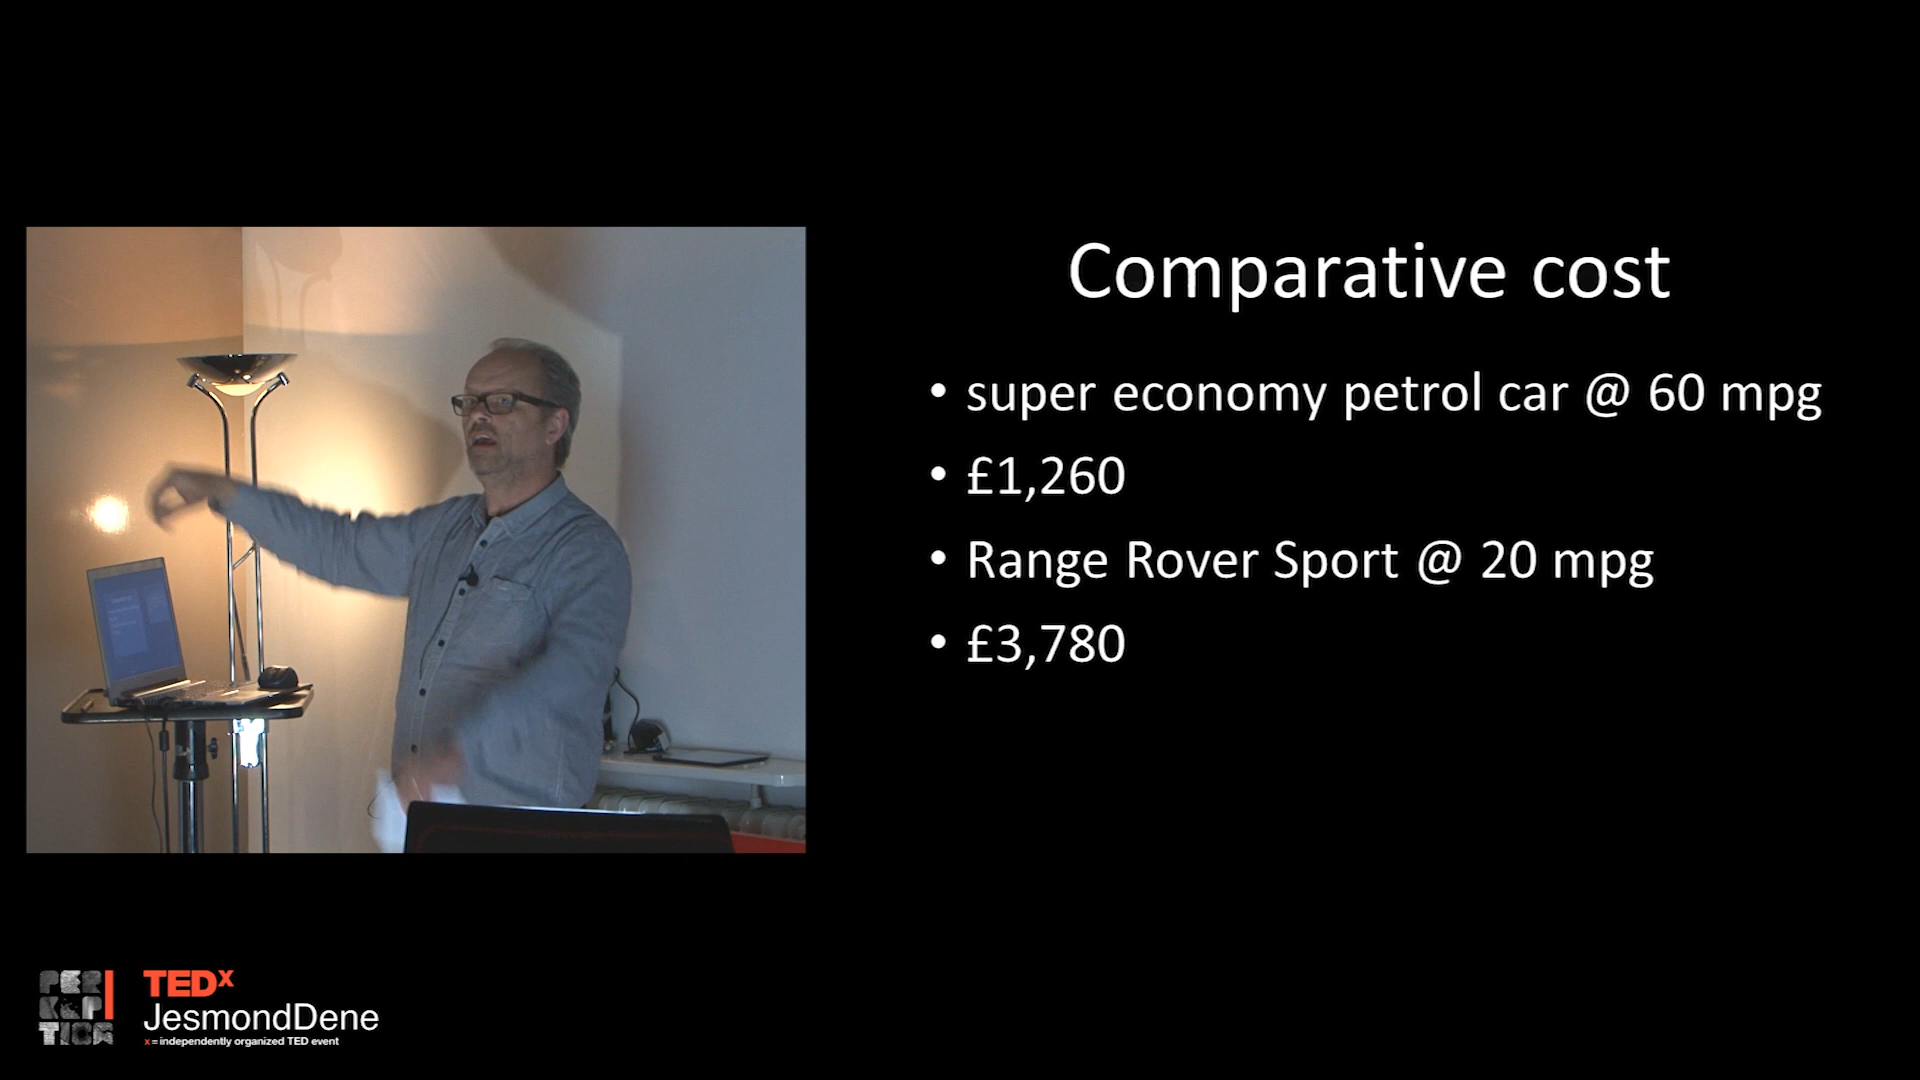 Comparative cost
• super economy petrol car @ 60 mpg
• £1,260
• Range Rover Sport @ 20 mpg
• £3,780
TEDx
JesmondDene
x = independently organized TED event